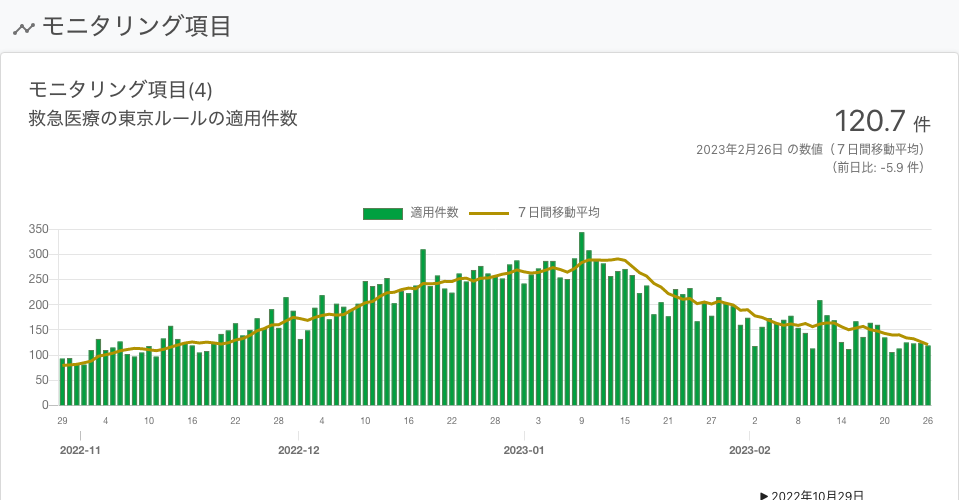 モニタリング項目
モニタリング項目(4)
救急医療の東京ルールの適用件数
120.7 件
2023年2月26日 の数値（７日間移動平均）
（前日比: -5.9 件）
適用件数 ７日間移動平均
350
300
250
200
150
100
50
0
29 4 10 16 22 28 4 10 16 22 28 3 9 15 21 27 2 8 14 20 26
2022-11 2022-12 2023-01 2023-02
▶ 2022年10月29日